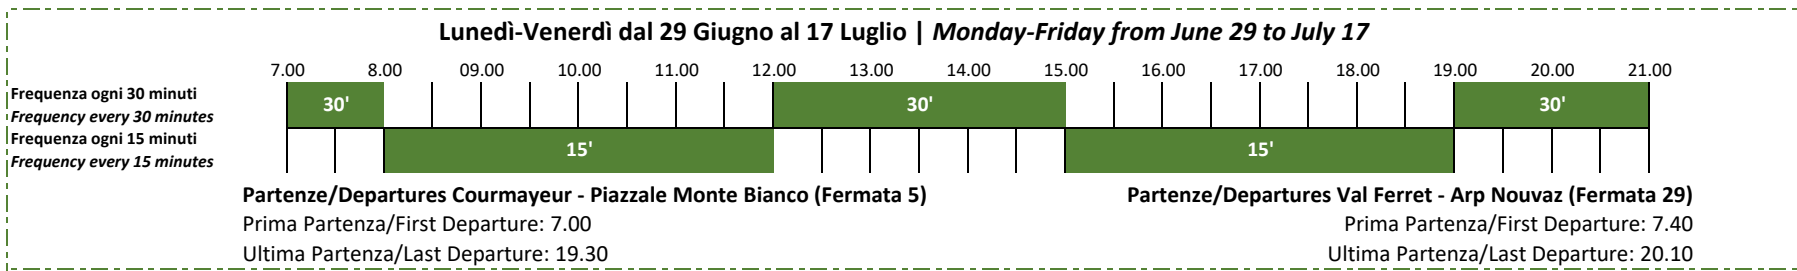 Lunedì-Venerdì dal 29 Giugno al 17 Luglio | Monday-Friday from June 29 to July 17
7.00 8.00 09.00 10.00 11.00 12.00 13.00 14.00 15.00 16.00 17.00 18.00 19.00 20.00 21.00
Frequenza ogni 30 minuti
Frequency every 30 minutes
30' 30' 30'
Frequenza ogni 15 minuti
Frequency every 15 minutes
15' 15'
Partenze/Departures Courmayeur - Piazzale Monte Bianco (Fermata 5)
Prima Partenza/First Departure: 7.00
Ultima Partenza/Last Departure: 19.30
Partenze/Departures Val Ferret - Arp Nouvaz (Fermata 29)
Prima Partenza/First Departure: 7.40
Ultima Partenza/Last Departure: 20.10